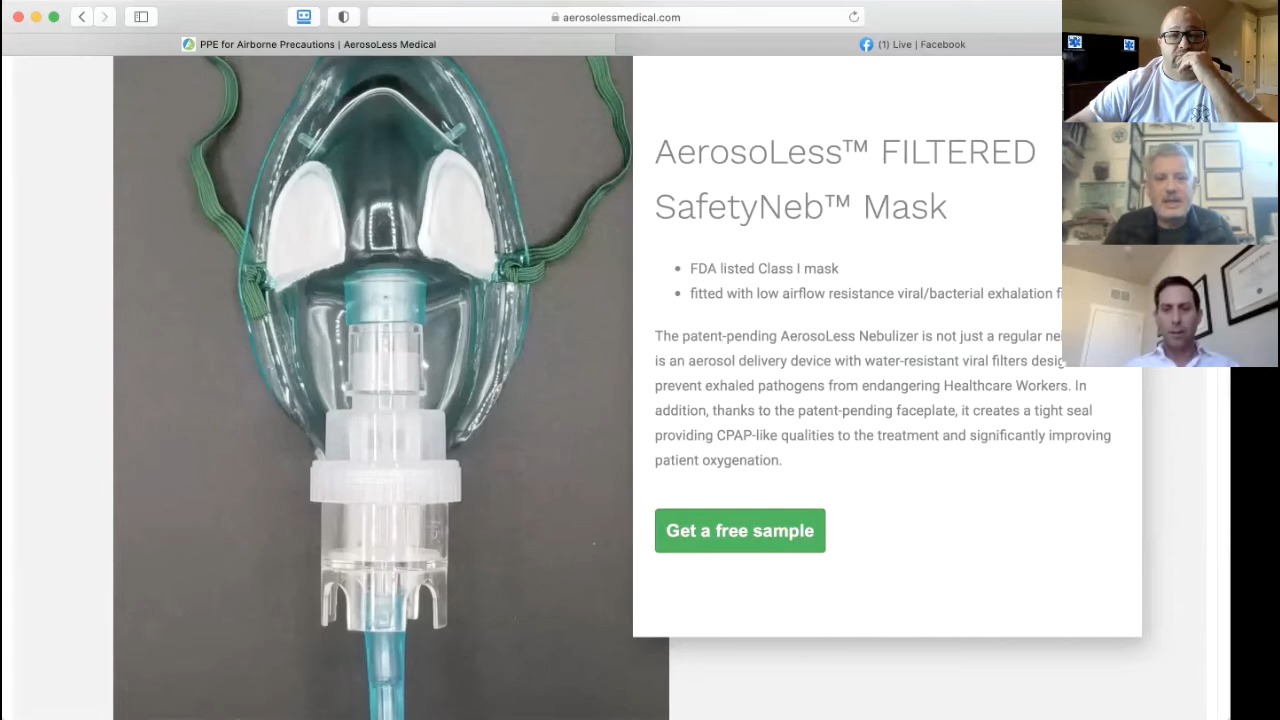 aerosolessmedical.com
PPE for Airborne Precautions | AerosoLess Medical
(1) Live | Facebook
AerosoLess™ FILTERED
SafetyNeb™ Mask
• FDA listed Class I mask
• fitted with low airflow resistance viral/bacterial exhalation
The patent-pending AerosoLess Nebulizer is not just a regular
is an aerosol delivery device with water-resistant viral filters
prevent exhaled pathogens from endangering Healthcare Workers. In
addition, thanks to the patent-pending faceplate, it creates a tight seal
providing CPAP-like qualities to the treatment and significantly improving
patient oxygenation.
Get a free sample